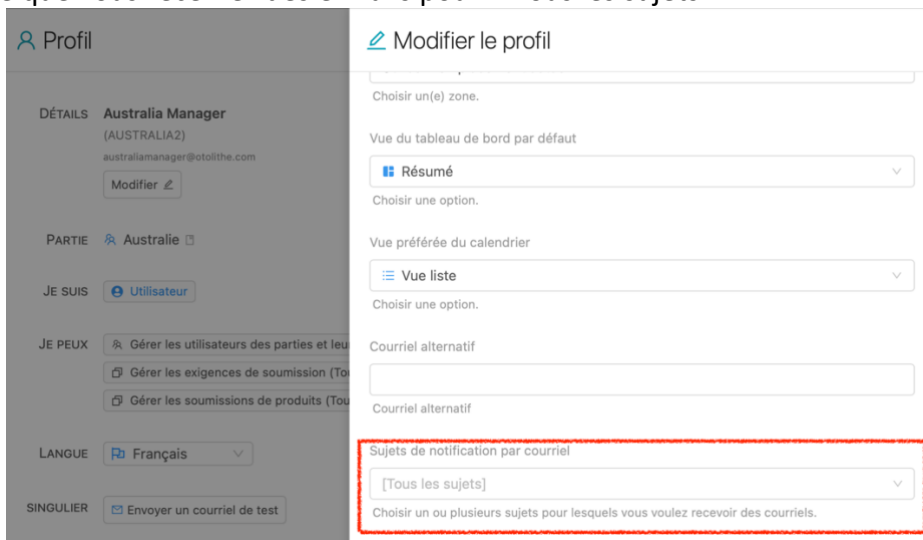 Profil
DÉTAILS Australia Manager
(AUSTRALIA2)
australiamanager@otolithe.com
Modifier
PARTIE Australie
JE SUIS Utilisateur
JE PEUX Gérer les utilisateurs des parties et leu
Gérer les exigences de soumission (To
Gérer les soumissions de produits (Tou
LANGUE Français
SINGULIER Envoyer un courriel de test
Modifier le profil
Choisir un(e) zone.
Vue du tableau de bord par défaut
Résumé
Choisir une option.
Vue préférée du calendrier
Vue liste
Choisir une option.
Courriel alternatif
Courriel alternatif
Sujets de notification par courriel
[Tous les sujets]
Choisir un ou plusieurs sujets pour lesquels vous voulez recevoir des courriels.